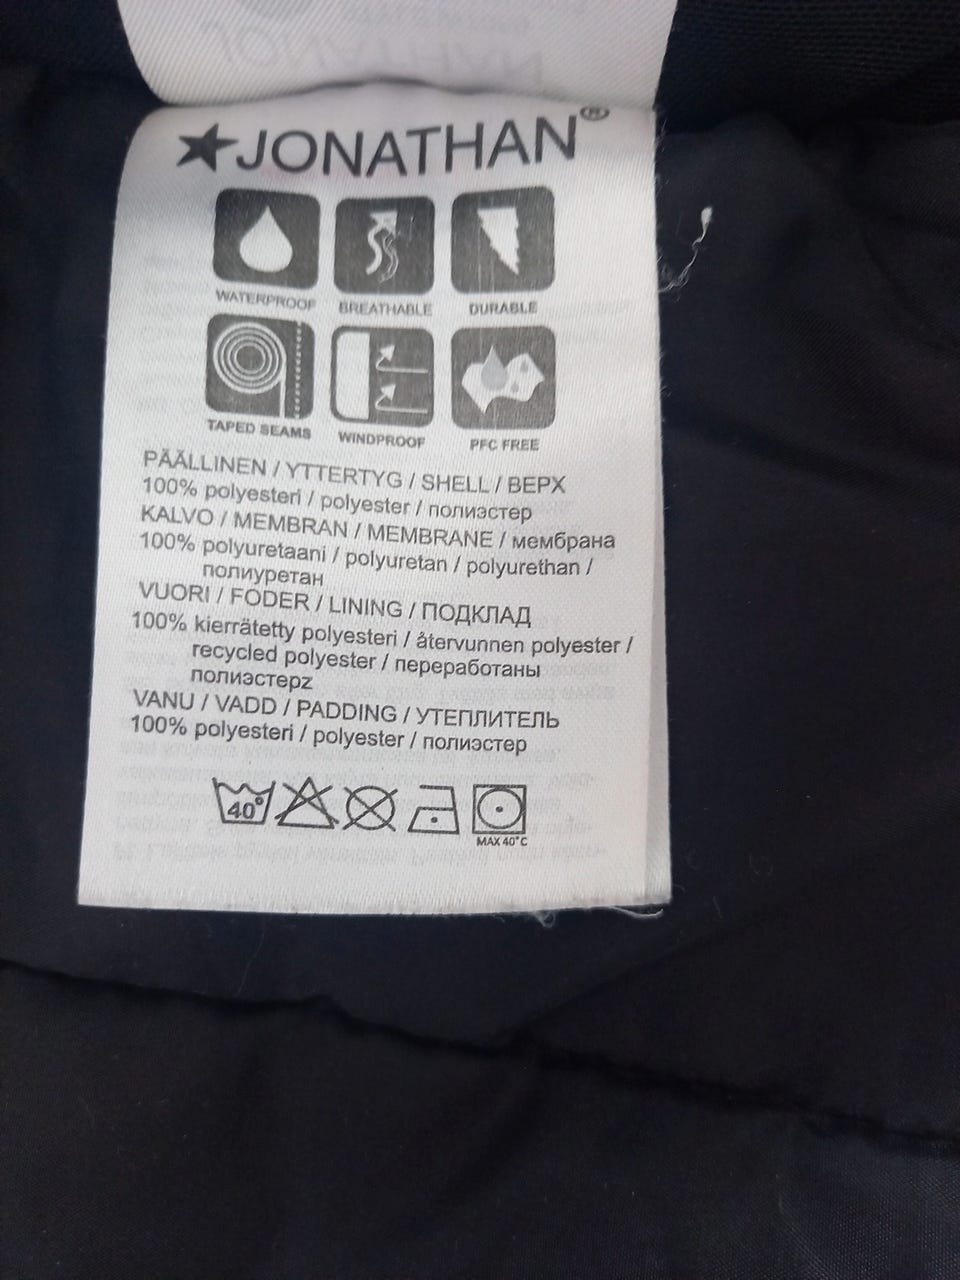 JONATHAN
★JONATHAN®
WATERPROOF BREATHABLE DURABLE
TAPED SEAMS WINDPROOF PFC FREE
PÄÄLLINEN / YTTERTYG / SHELL / ВЕРХ
100% polyesteri / polyester / полиэстер
KALVO / MEMBRAN / MEMBRANE / мембрана
100% polyuretaani / polyuretan / polyurethan /
полиуретан
VUORI / FODER / LINING / ПОДКЛАД
100% kierrätetty polyesteri / återvunnen polyester /
recycled polyester / переработаны
полиэстерz
VANU / VADD / PADDING / УТЕПЛИТЕЛЬ
100% polyesteri / polyester / полиэстер
40°
MAX 40°C